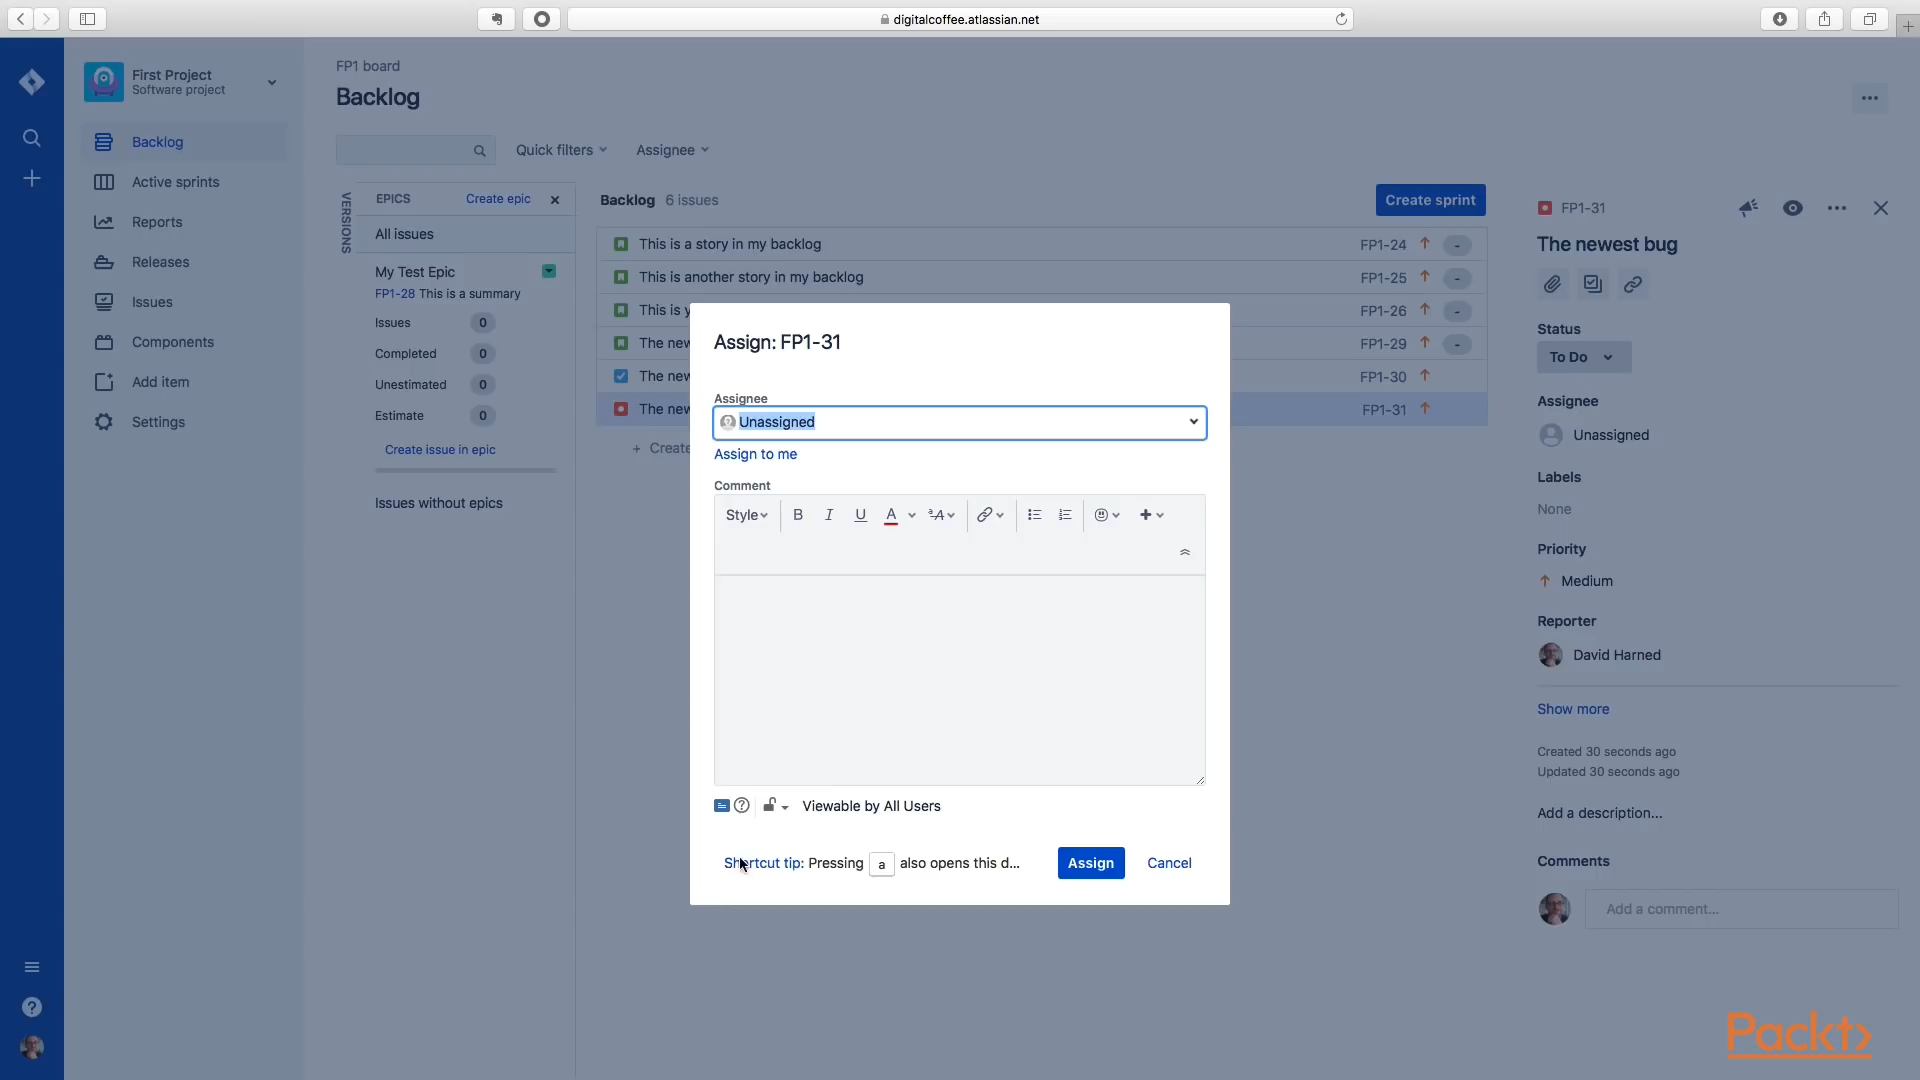 digitalcoffee.atlassian.net
First Project
Software project
Backlog
Active sprints
Reports
Releases
Issues
Components
Add item
Settings
FP1 board
Backlog
Quick filters
Assignee
VERSIONS
EPICS
Create epic
All issues
My Test Epic
FP1-28 This is a summary
Issues 0
Completed 0
Unestimated 0
Estimate 0
Create issue in epic
Issues without epics
Backlog 6 issues
Create sprint
This is a story in my backlog FP1-24 -
This is another story in my backlog FP1-25 -
This is y FP1-26 -
The new FP1-29 -
The new FP1-30
The new FP1-31
+ Create
Assign: FP1-31
Assignee
Unassigned
Assign to me
Comment
Style B I U A
Viewable by All Users
Shortcut tip: Pressing a also opens this d...
Assign
Cancel
FP1-31
The newest bug
Status
To Do
Assignee
Unassigned
Labels
None
Priority
Medium
Reporter
David Harned
Show more
Created 30 seconds ago
Updated 30 seconds ago
Add a description...
Comments
Add a comment...
Packt>